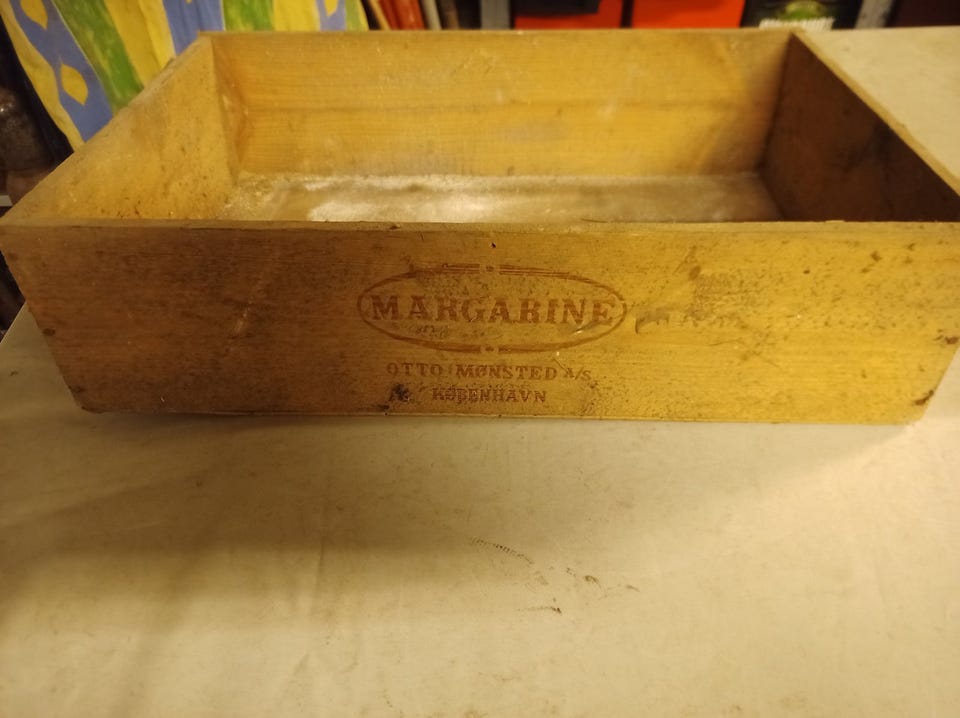 MARGARINE
OTTO MØNSTED A/S
KØBENHAVN